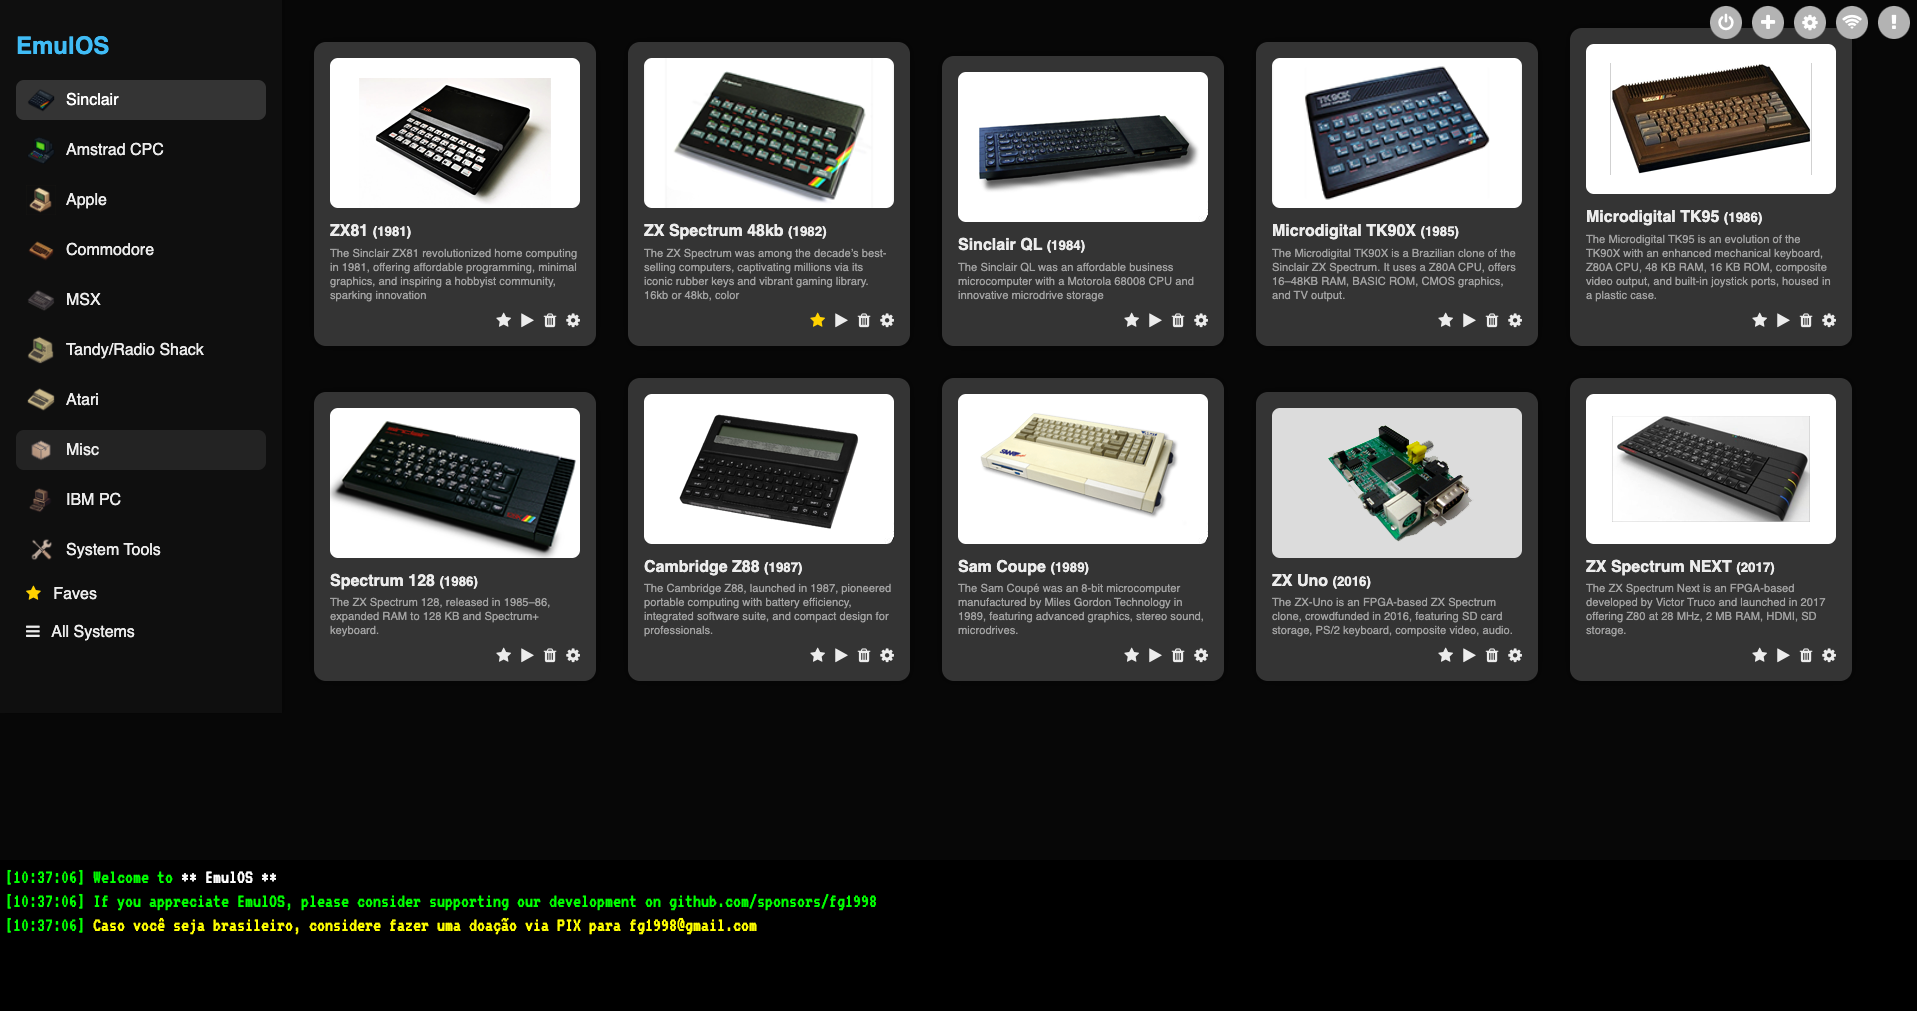 EmulOS
Sinclair
Amstrad CPC
Apple
Commodore
MSX
Tandy/Radio Shack
Atari
Misc
IBM PC
System Tools
Faves
All Systems
ZX81 (1981)
The Sinclair ZX81 revolutionized home computing
in 1981, offering affordable programming, minimal
graphics, and inspiring a hobbyist community,
sparking innovation
ZX Spectrum 48kb (1982)
The ZX Spectrum was among the decade's best-
selling computers, captivating millions via its
iconic rubber keys and vibrant gaming library.
16kb or 48kb, color
Sinclair QL (1984)
The Sinclair QL was an affordable business
microcomputer with a Motorola 68008 CPU and
innovative microdrive storage
TK90X
Microdigital TK90X (1985)
The Microdigital TK90X is a Brazilian clone of the
Sinclair ZX Spectrum. It uses a Z80A CPU, offers
16–48KB RAM, BASIC ROM, CMOS graphics,
and TV output.
Microdigital TK95 (1986)
The Microdigital TK95 is an evolution of the
TK90X with an enhanced mechanical keyboard,
Z80A CPU, 48 KB RAM, 16 KB ROM, composite
video output, and built-in joystick ports, housed in
a plastic case.
sinclair
Spectrum 128 (1986)
The ZX Spectrum 128, released in 1985–86,
expanded RAM to 128 KB and Spectrum+
keyboard.
Cambridge Z88 (1987)
The Cambridge Z88, launched in 1987, pioneered
portable computing with battery efficiency,
integrated software suite, and compact design for
professionals.
SAM
Sam Coupe (1989)
The Sam Coupé was an 8-bit microcomputer
manufactured by Miles Gordon Technology in
1989, featuring advanced graphics, stereo sound,
microdrives.
ZX Uno (2016)
The ZX-Uno is an FPGA-based ZX Spectrum
clone, crowdfunded in 2016, featuring SD card
storage, PS/2 keyboard, composite video, audio.
ZX Spectrum NEXT (2017)
The ZX Spectrum Next is an FPGA-based
developed by Victor Truco and launched in 2017
offering Z80 at 28 MHz, 2 MB RAM, HDMI, SD
storage.
[10:37:06] Welcome to ** EmulOS **
[10:37:06] If you appreciate EmulOS, please consider supporting our development on github.com/sponsors/fg1998
[10:37:06] Caso você seja brasileiro, considere fazer uma doação via PIX para fg1998@gmail.com